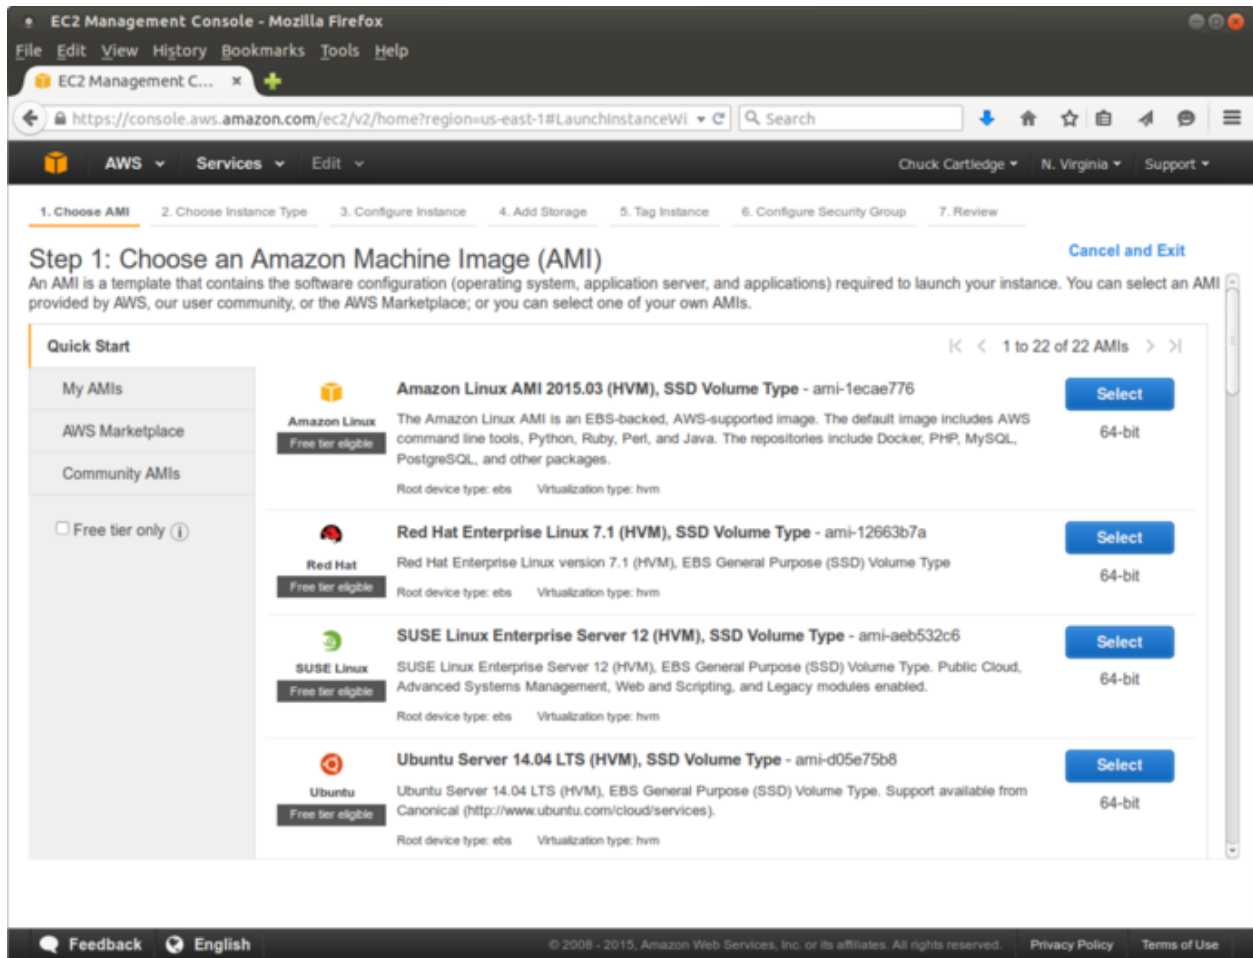 EC2 Management Console - Mozilla Firefox
File Edit View History Bookmarks Tools Help
EC2 Management C... ×
https://console.aws.amazon.com/ec2/v2/home?region=us-east-1#LaunchInstanceWi Search
AWS Services Edit Chuck Cartledge N. Virginia Support
1. Choose AMI 2. Choose Instance Type 3. Configure Instance 4. Add Storage 5. Tag Instance 6. Configure Security Group 7. Review
Step 1: Choose an Amazon Machine Image (AMI) Cancel and Exit
An AMI is a template that contains the software configuration (operating system, application server, and applications) required to launch your instance. You can select an AMI
provided by AWS, our user community, or the AWS Marketplace; or you can select one of your own AMIs.
Quick Start
My AMIs
AWS Marketplace
Community AMIs
Free tier only
1 to 22 of 22 AMIs
Amazon Linux
Free tier eligible
Amazon Linux AMI 2015.03 (HVM), SSD Volume Type - ami-1ecae776
The Amazon Linux AMI is an EBS-backed, AWS-supported image. The default image includes AWS
command line tools, Python, Ruby, Perl, and Java. The repositories include Docker, PHP, MySQL,
PostgreSQL, and other packages.
Root device type: ebs Virtualization type: hvm
Select
64-bit
Red Hat
Free tier eligible
Red Hat Enterprise Linux 7.1 (HVM), SSD Volume Type - ami-12663b7a
Red Hat Enterprise Linux version 7.1 (HVM), EBS General Purpose (SSD) Volume Type
Root device type: ebs Virtualization type: hvm
Select
64-bit
SUSE Linux
Free tier eligible
SUSE Linux Enterprise Server 12 (HVM), SSD Volume Type - ami-aeb532c6
SUSE Linux Enterprise Server 12 (HVM), EBS General Purpose (SSD) Volume Type. Public Cloud,
Advanced Systems Management, Web and Scripting, and Legacy modules enabled.
Root device type: ebs Virtualization type: hvm
Select
64-bit
Ubuntu
Free tier eligible
Ubuntu Server 14.04 LTS (HVM), SSD Volume Type - ami-d05e75b8
Ubuntu Server 14.04 LTS (HVM), EBS General Purpose (SSD) Volume Type. Support available from
Canonical (http://www.ubuntu.com/cloud/services).
Root device type: ebs Virtualization type: hvm
Select
64-bit
Feedback English © 2008 - 2015, Amazon Web Services, Inc. or its affiliates. All rights reserved. Privacy Policy Terms of Use